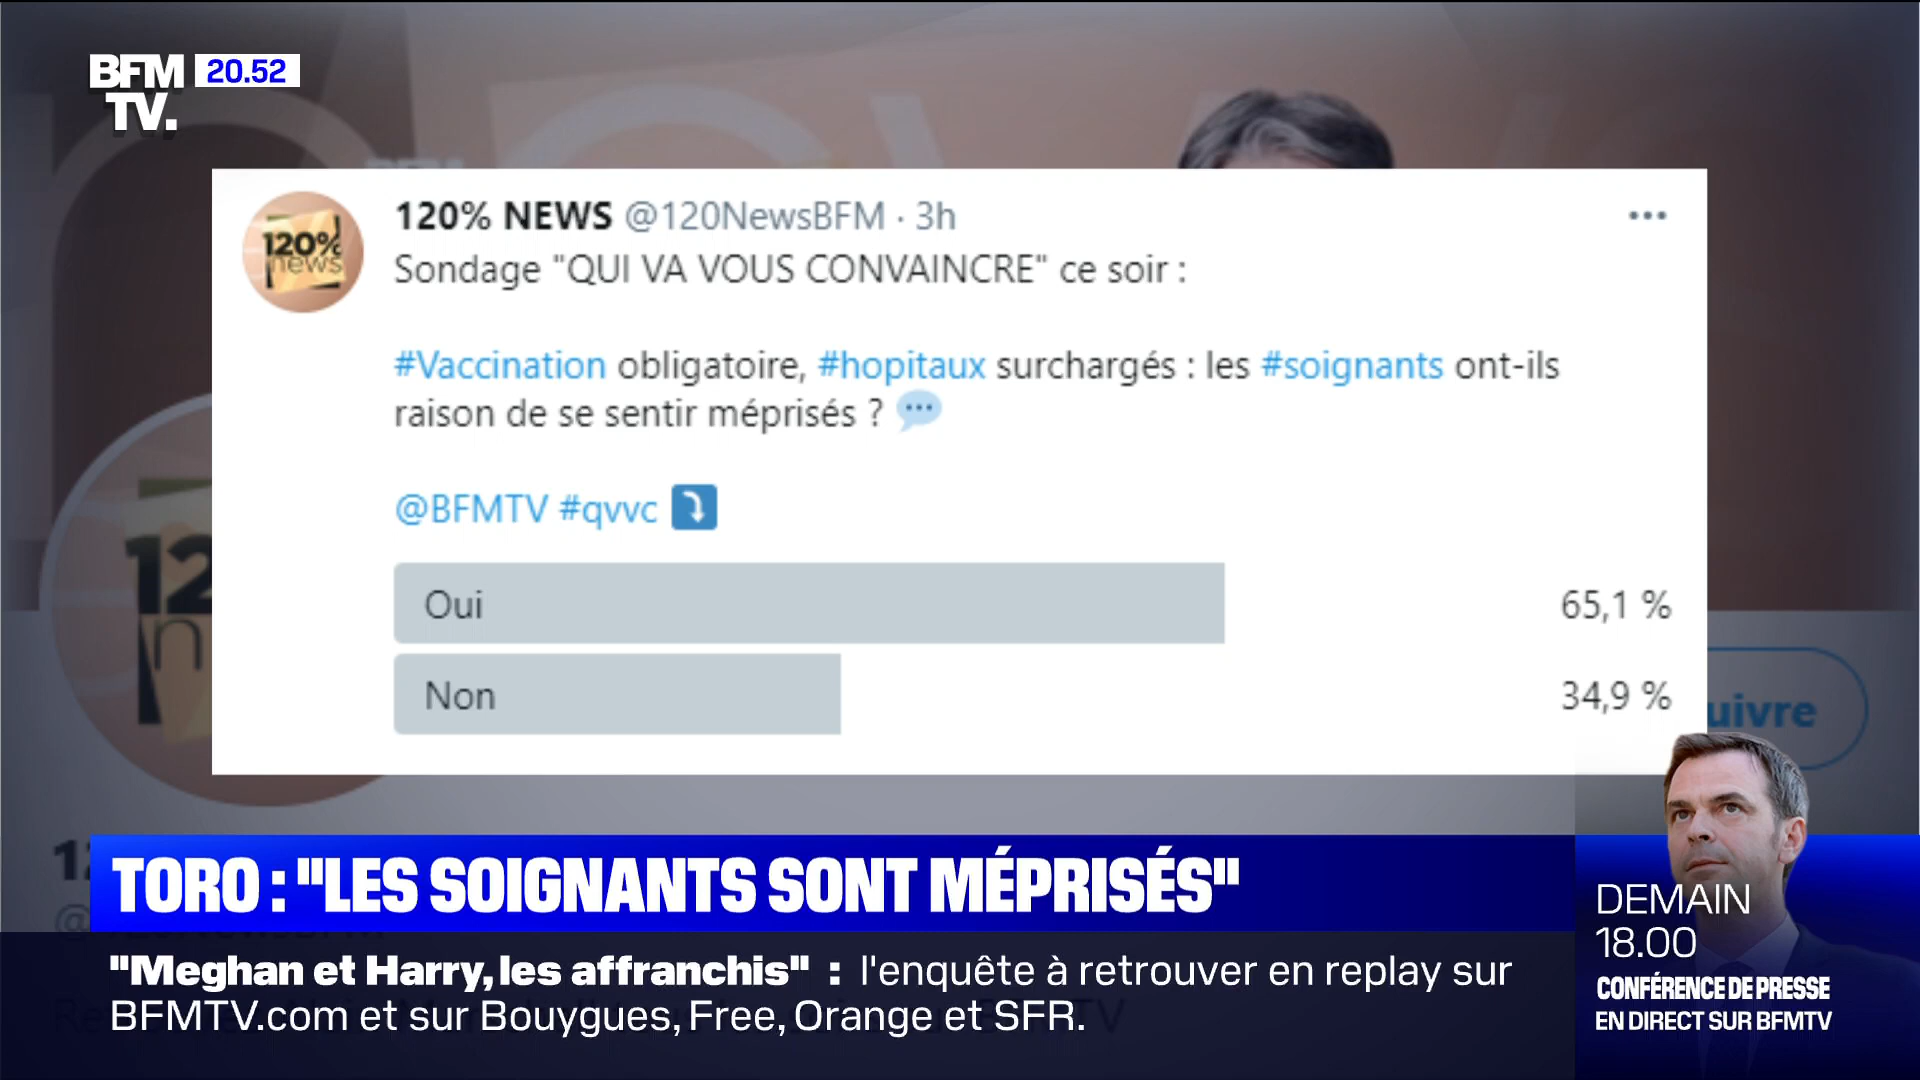 BFM 20.52
TV.
120% NEWS @120NewsBFM · 3h
120%
news
Sondage "QUI VA VOUS CONVAINCRE" ce soir :
#Vaccination obligatoire, #hopitaux surchargés : les #soignants ont-ils
raison de se sentir méprisés ?
@BFMTV #qvvc
Oui 65,1 %
Non 34,9 %
uivre
TORO : "LES SOIGNANTS SONT MÉPRISÉS"
"Meghan et Harry, les affranchis" : l'enquête à retrouver en replay sur
BFMTV.com et sur Bouygues, Free, Orange et SFR.
DEMAIN
18.00
CONFÉRENCE DE PRESSE
EN DIRECT SUR BFMTV